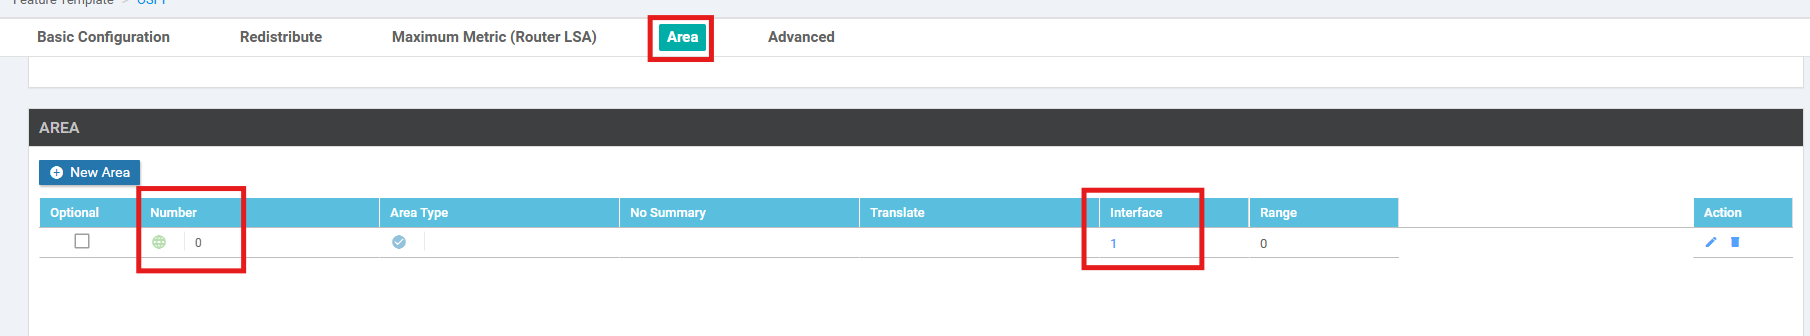 Feature Template > OSPF
Basic Configuration Redistribute Maximum Metric (Router LSA) Area Advanced
AREA
New Area
Optional Number Area Type No Summary Translate Interface Range Action
0 1 0